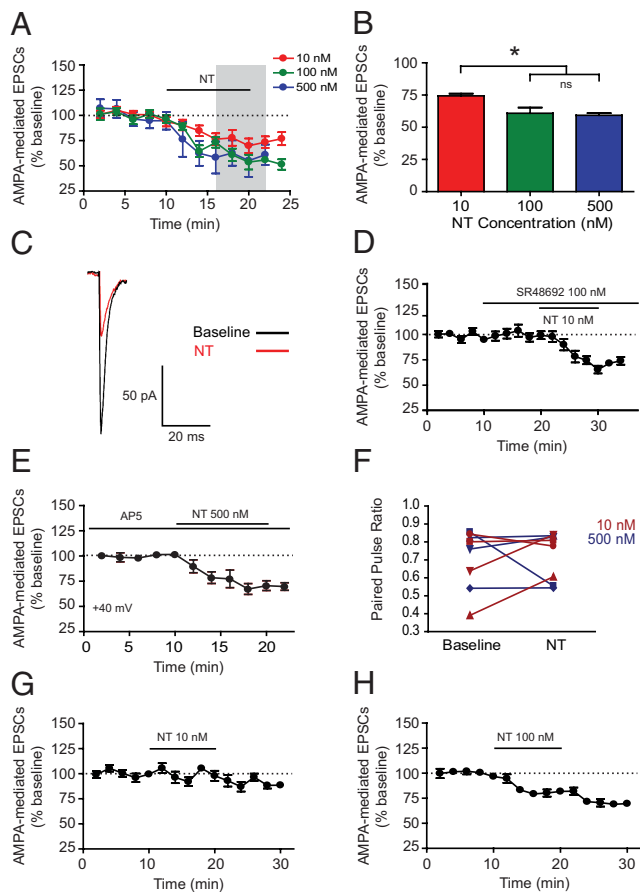 A
AMPA-mediated EPSCs
(% baseline)
150
125
100
75
50
25
0
5
10
15
20
25
Time (min)
NT
10 nM
100 nM
500 nM
B
AMPA-mediated EPSCs
(% baseline)
100
75
50
25
0
*
ns
10
100
500
NT Concentration (nM)
C
Baseline
NT
50 pA
20 ms
D
AMPA-mediated EPSCs
(% baseline)
150
125
100
75
50
25
SR48692 100 nM
NT 10 nM
0
10
20
30
Time (min)
E
AMPA-mediated EPSCs
(% baseline)
150
125
100
75
50
25
0
AP5
NT 500 nM
+40 mV
0
10
20
Time (min)
F
Paired Pulse Ratio
1.0
0.9
0.8
0.7
0.6
0.5
0.4
0.3
10 nM
500 nM
Baseline
NT
G
AMPA-mediated EPSCs
(% baseline)
150
125
100
75
50
25
0
NT 10 nM
0
10
20
30
Time (min)
H
AMPA-mediated EPSCs
(% baseline)
150
125
100
75
50
25
0
NT 100 nM
0
10
20
30
Time (min)